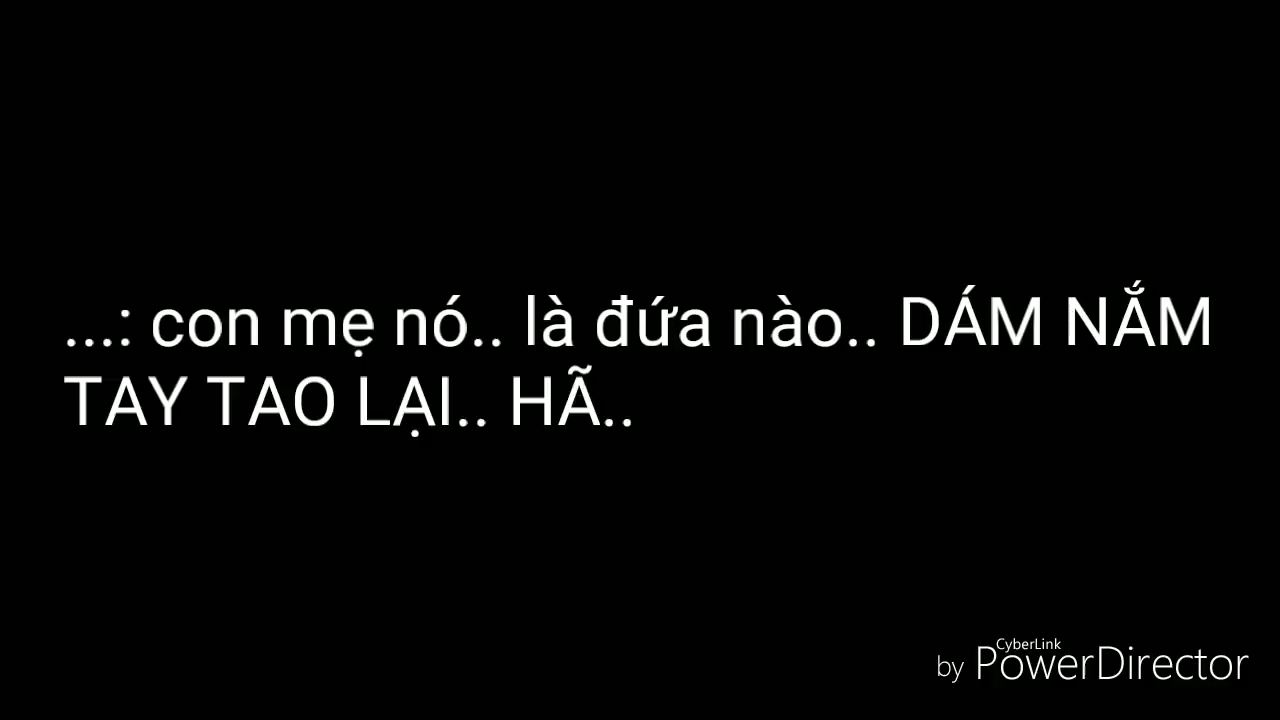 ...: con mẹ nó.. là đứa nào.. DÁM NẮM
TAY TAO LẠI.. HÃ..
CyberLink
by PowerDirector